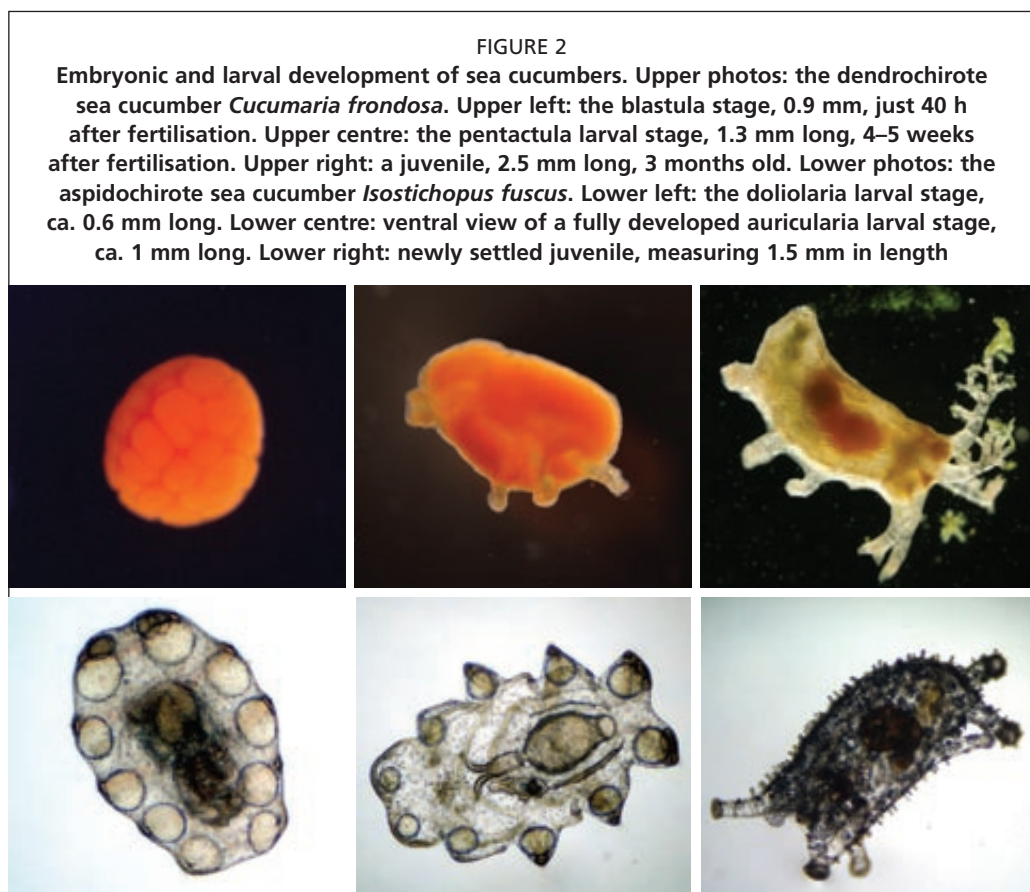 FIGURE 2
Embryonic and larval development of sea cucumbers. Upper photos: the dendrochirote
sea cucumber Cucumaria frondosa. Upper left: the blastula stage, 0.9 mm, just 40 h
after fertilisation. Upper centre: the pentactula larval stage, 1.3 mm long, 4–5 weeks
after fertilisation. Upper right: a juvenile, 2.5 mm long, 3 months old. Lower photos: the
aspidochirote sea cucumber Isostichopus fuscus. Lower left: the doliolaria larval stage,
ca. 0.6 mm long. Lower centre: ventral view of a fully developed auricularia larval stage,
ca. 1 mm long. Lower right: newly settled juvenile, measuring 1.5 mm in length